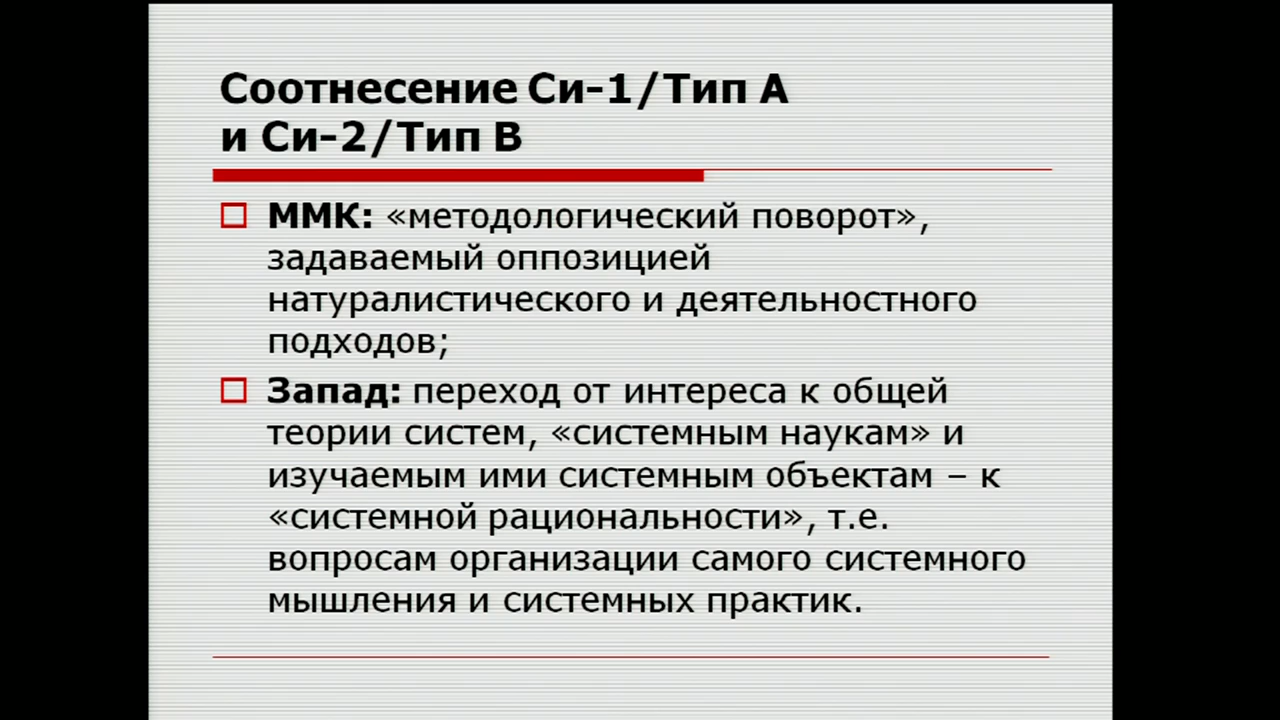 Соотнесение Си-1/Тип А
и Си-2/Тип В
ММК: «методологический поворот»,
задаваемый оппозицией
натуралистического и деятельностного
подходов;
Запад: переход от интереса к общей
теории систем, «системным наукам» и
изучаемым ими системным объектам – к
«системной рациональности», т.е.
вопросам организации самого системного
мышления и системных практик.